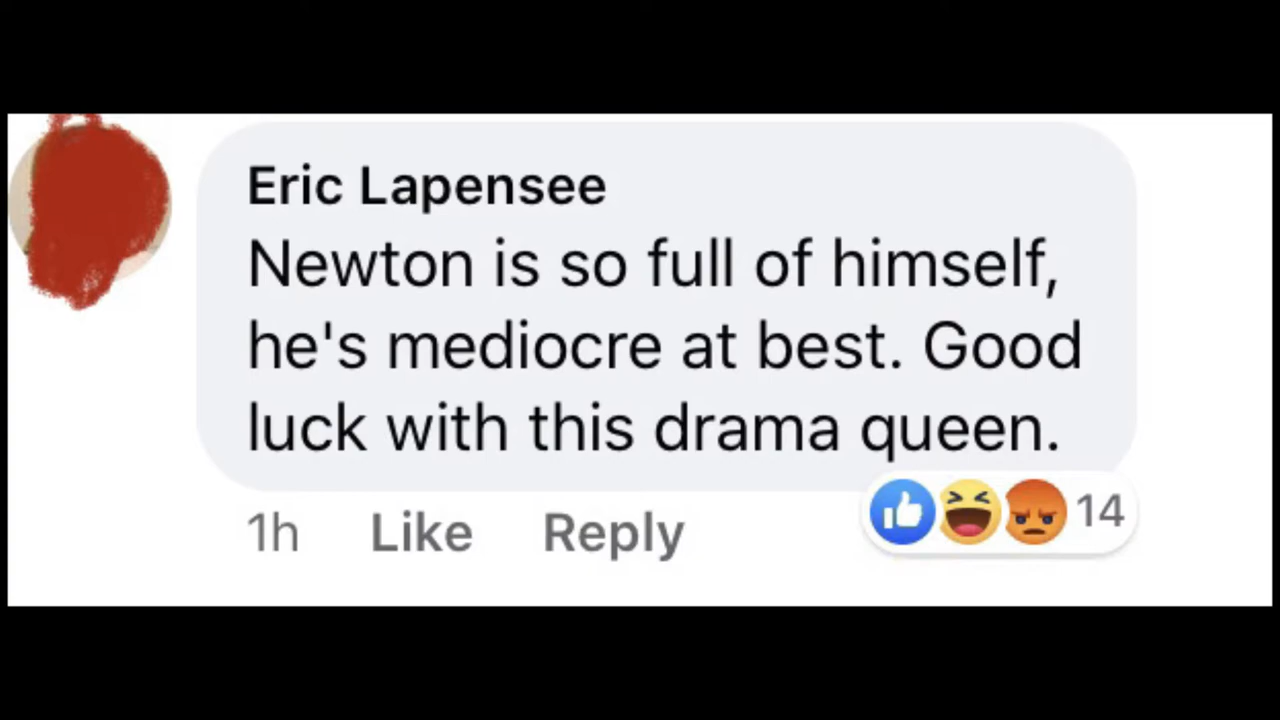 Eric Lapensee
Newton is so full of himself,
he's mediocre at best. Good
luck with this drama queen.
1h Like Reply 14